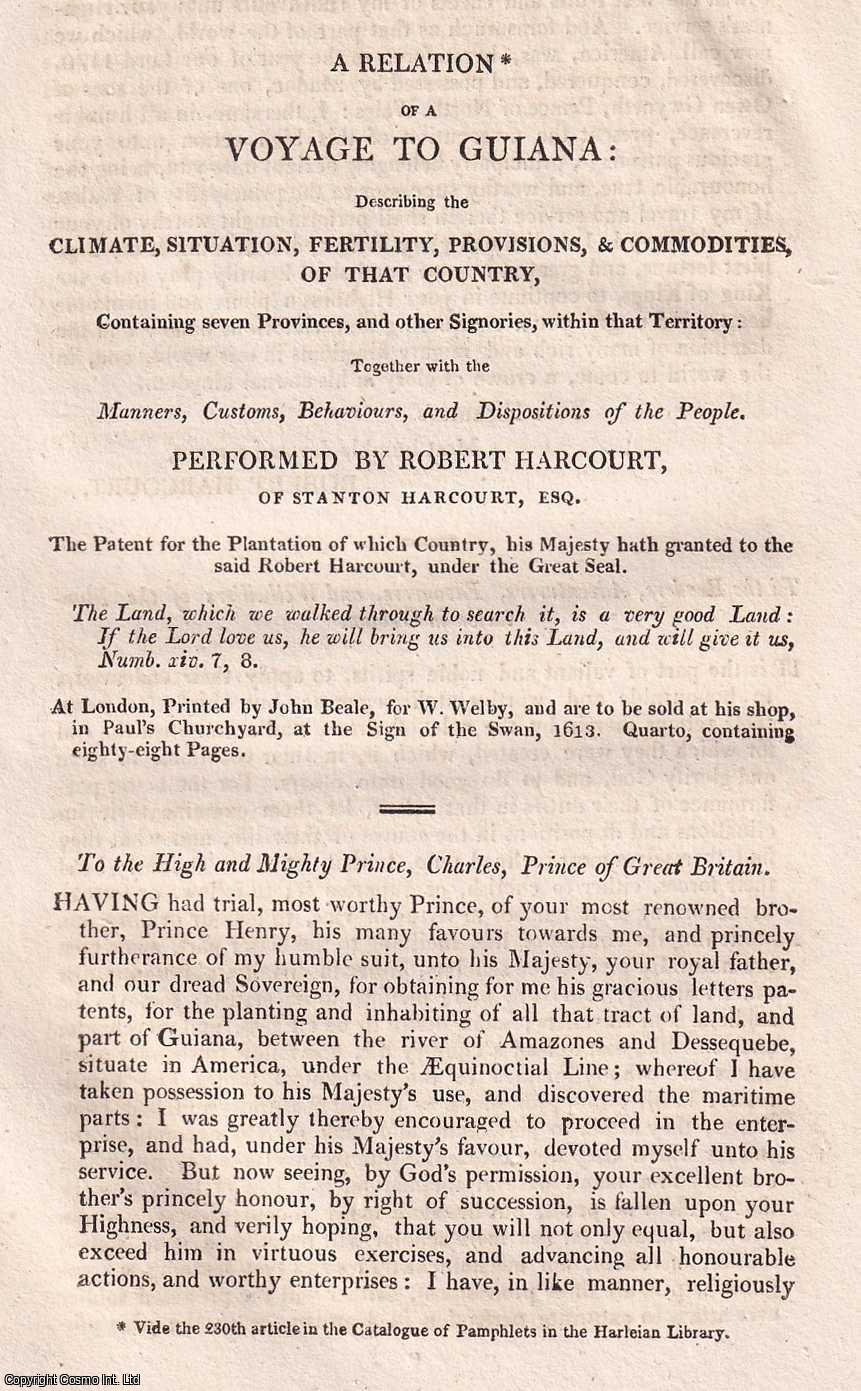 A RELATION*
OF A
VOYAGE TO GUIANA:
Describing the
CLIMATE, SITUATION, FERTILITY, PROVISIONS, & COMMODITIES,
OF THAT COUNTRY,
Containing seven Provinces, and other Signories, within that Territory:
Together with the
Manners, Customs, Behaviours, and Dispositions of the People.
PERFORMED BY ROBERT HARCOURT,
OF STANTON HARCOURT, ESQ.
The Patent for the Plantation of which Country, his Majesty hath granted to the
said Robert Harcourt, under the Great Seal.
The Land, which we walked through to search it, is a very good Land:
If the Lord love us, he will bring us into this Land, and will give it us,
Numb. xiv. 7, 8.
At London, Printed by John Beale, for W. Welby, and are to be sold at his shop,
in Paul's Churchyard, at the Sign of the Swan, 1613. Quarto, containing
eighty-eight Pages.
To the High and Mighty Prince, Charles, Prince of Great Britain.
HAVING had trial, most worthy Prince, of your most renowned bro-
ther, Prince Henry, his many favours towards me, and princely
furtherance of my humble suit, unto his Majesty, your royal father,
and our dread Sovereign, for obtaining for me his gracious letters pa-
tents, for the planting and inhabiting of all that tract of land, and
part of Guiana, between the river of Amazones and Dessequebe,
situate in America, under the Æquinoctial Line; whereof I have
taken possession to his Majesty's use, and discovered the maritime
parts: I was greatly thereby encouraged to proceed in the enter-
prise, and had, under his Majesty's favour, devoted myself unto his
service. But now seeing, by God's permission, your excellent bro-
ther's princely honour, by right of succession, is fallen upon your
Highness, and verily hoping, that you will not only equal, but also
exceed him in virtuous exercises, and advancing all honourable
actions, and worthy enterprises: I have, in like manner, religiously
* Vide the 230th article in the Catalogue of Pamphlets in the Harleian Library.
Copyright Cosmo Int. Ltd